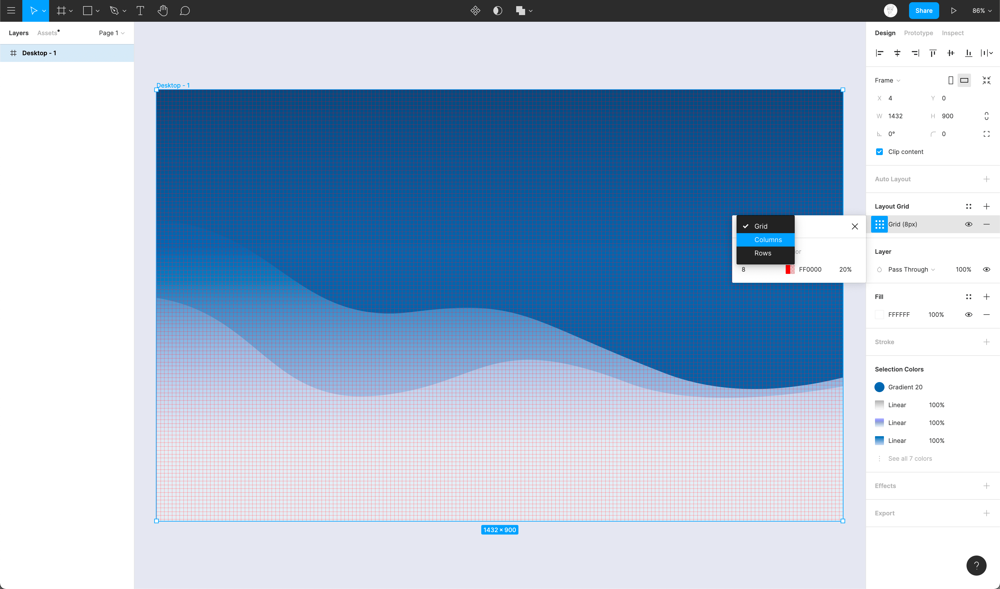 Share
86%
Layers
Assets
Page 1
Desktop - 1
Desktop - 1
1432 × 900
Grid
Columns
Rows
or
8
FF0000
20%
Design
Prototype
Inspect
Frame
X
4
Y
0
W
1432
H
900
0°
0
Clip content
Auto Layout
Layout Grid
Grid (8px)
Layer
Pass Through
100%
Fill
FFFFFF
100%
Stroke
Selection Colors
Gradient 20
Linear
100%
Linear
100%
Linear
100%
See all 7 colors
Effects
Export
?